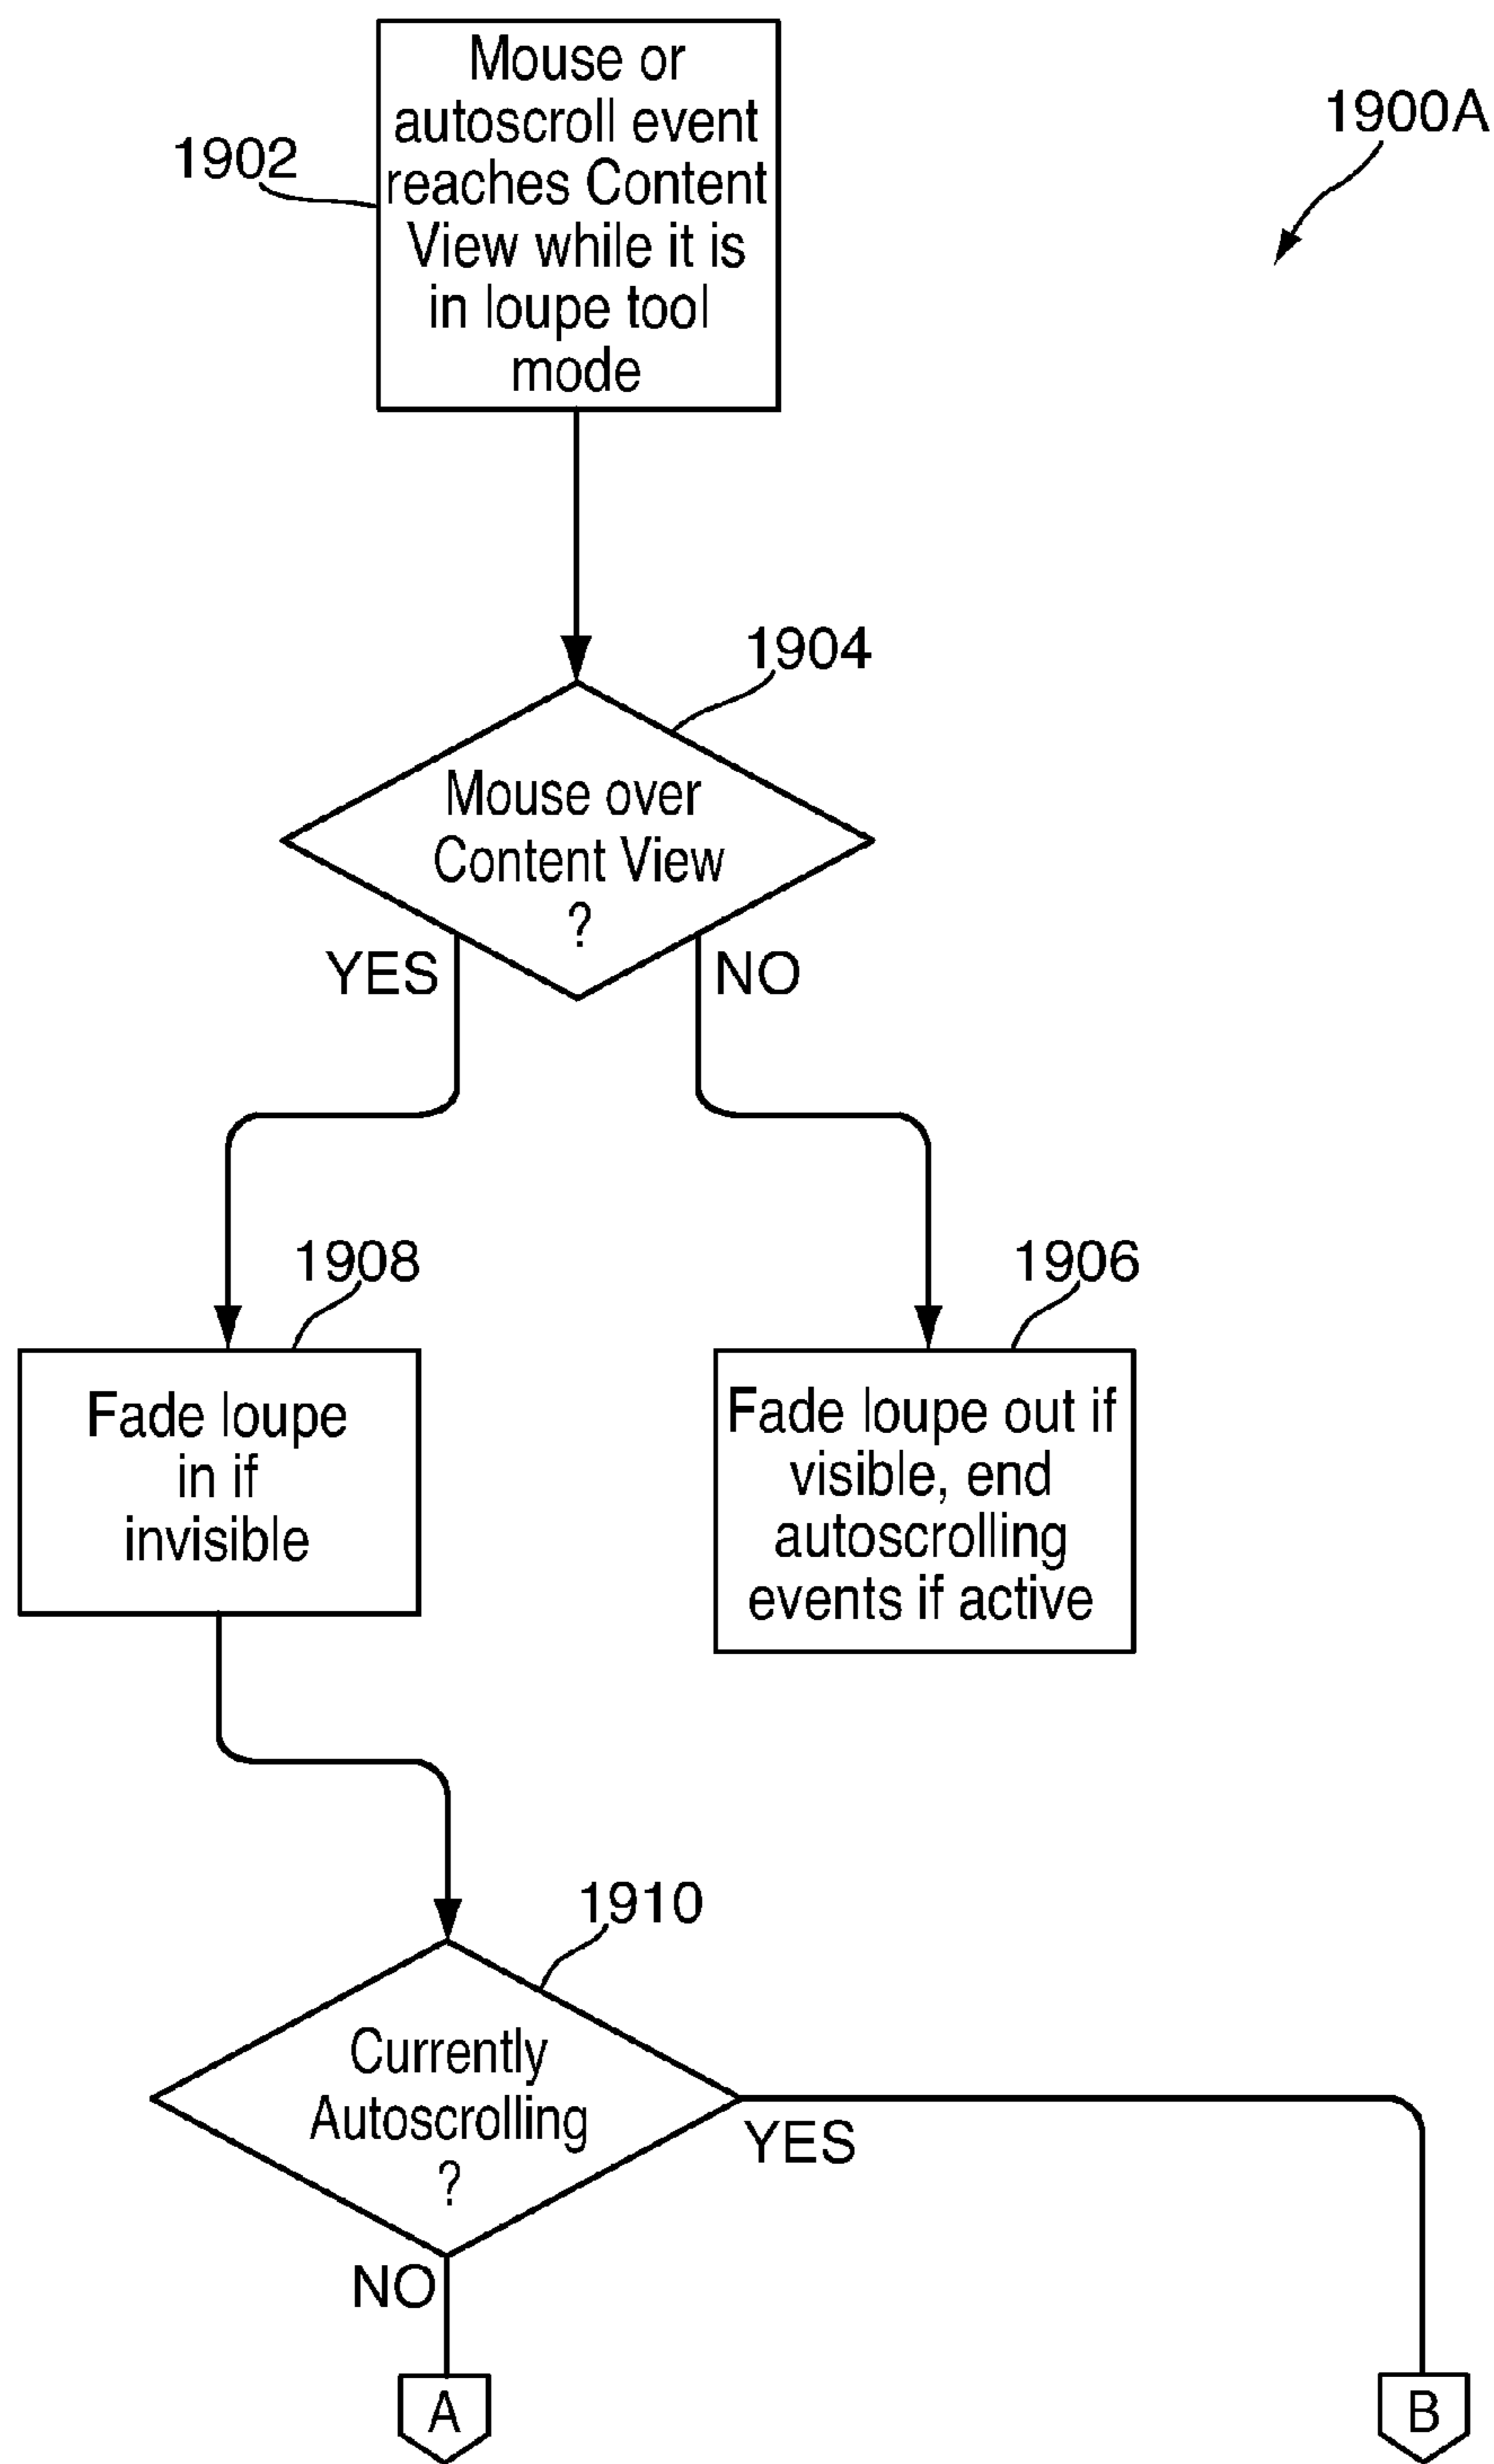 Mouse or
autoscroll event
reaches Content
View while it is
in loupe tool
mode
1902
1900A
1904
Mouse over
Content View
?
YES
NO
1908
1906
Fade loupe
in if
invisible
Fade loupe out if
visible, end
autoscrolling
events if active
1910
Currently
Autoscrolling
?
YES
NO
A
B